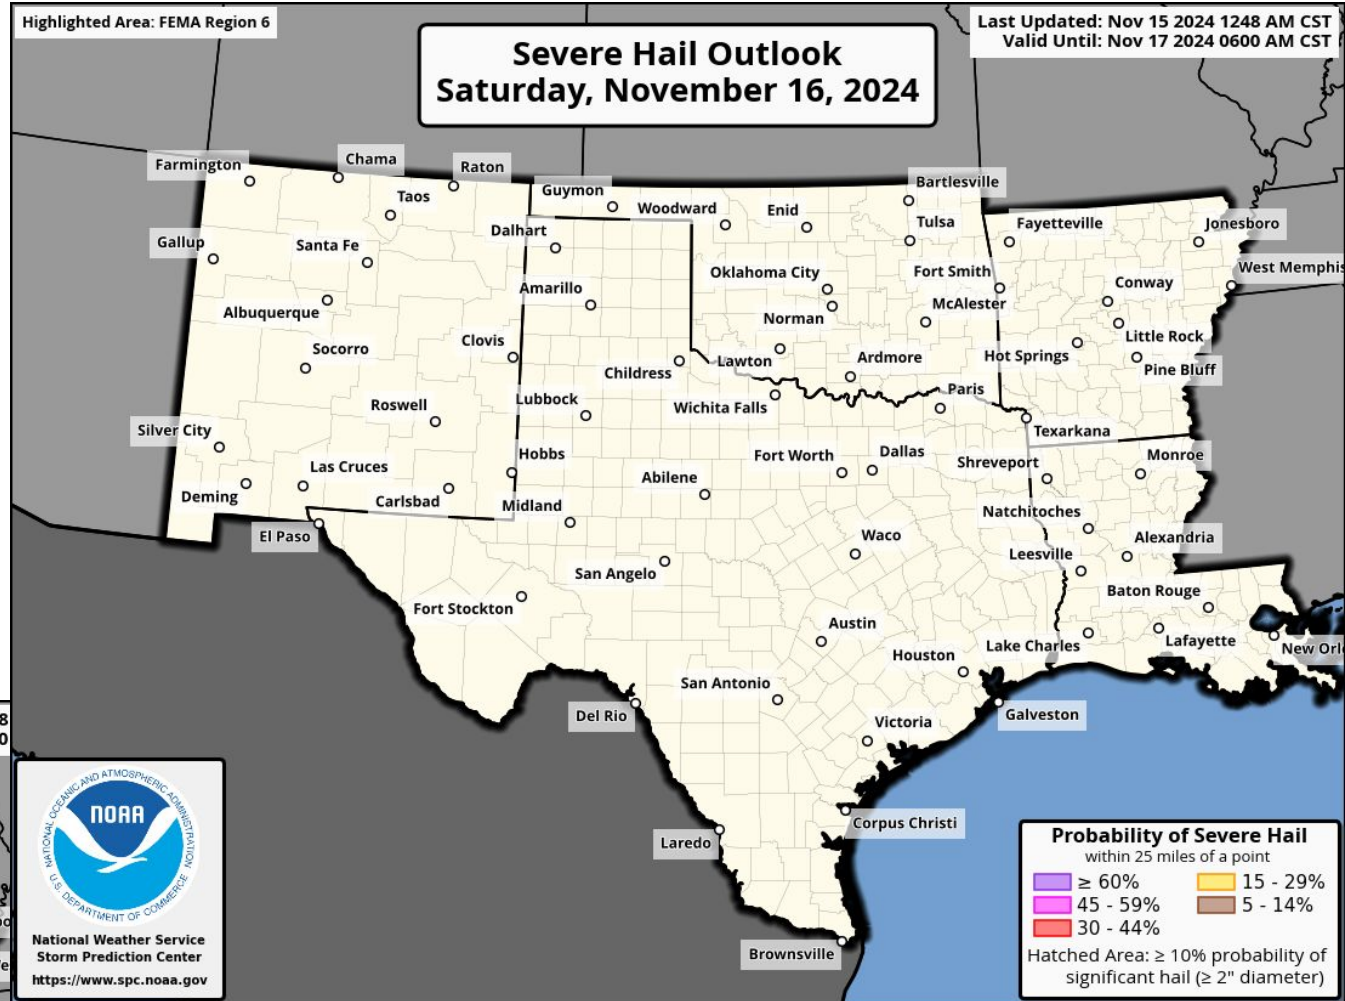 Highlighted Area: FEMA Region 6
Last Updated: Nov 15 2024 1248 AM CST
Valid Until: Nov 17 2024 0600 AM CST
Severe Hail Outlook
Saturday, November 16, 2024
Farmington
Chama
Raton
Taos
Guymon
Woodward
Enid
Bartlesville
Tulsa
Fayetteville
Jonesboro
Gallup
Santa Fe
Dalhart
Oklahoma City
Fort Smith
West Memphis
Amarillo
Conway
Albuquerque
Norman
McAlester
Socorro
Clovis
Little Rock
Childress
Lawton
Ardmore
Hot Springs
Pine Bluff
Roswell
Lubbock
Wichita Falls
Paris
Silver City
Texarkana
Las Cruces
Hobbs
Fort Worth
Dallas
Shreveport
Monroe
Deming
Carlsbad
Midland
Abilene
Natchitoches
El Paso
Waco
Alexandria
San Angelo
Leesville
Fort Stockton
Baton Rouge
Austin
Lake Charles
Lafayette
New Orl
Houston
San Antonio
Del Rio
Victoria
Galveston
Laredo
Corpus Christi
Brownsville
8
0
NATIONAL OCEANIC AND ATMOSPHERIC ADMINISTRATION
NOAA
U.S. DEPARTMENT OF COMMERCE
National Weather Service
Storm Prediction Center
https://www.spc.noaa.gov
Probability of Severe Hail
within 25 miles of a point
≥ 60%
15 - 29%
45 - 59%
5 - 14%
30 - 44%
Hatched Area: ≥ 10% probability of
significant hail (≥ 2" diameter)